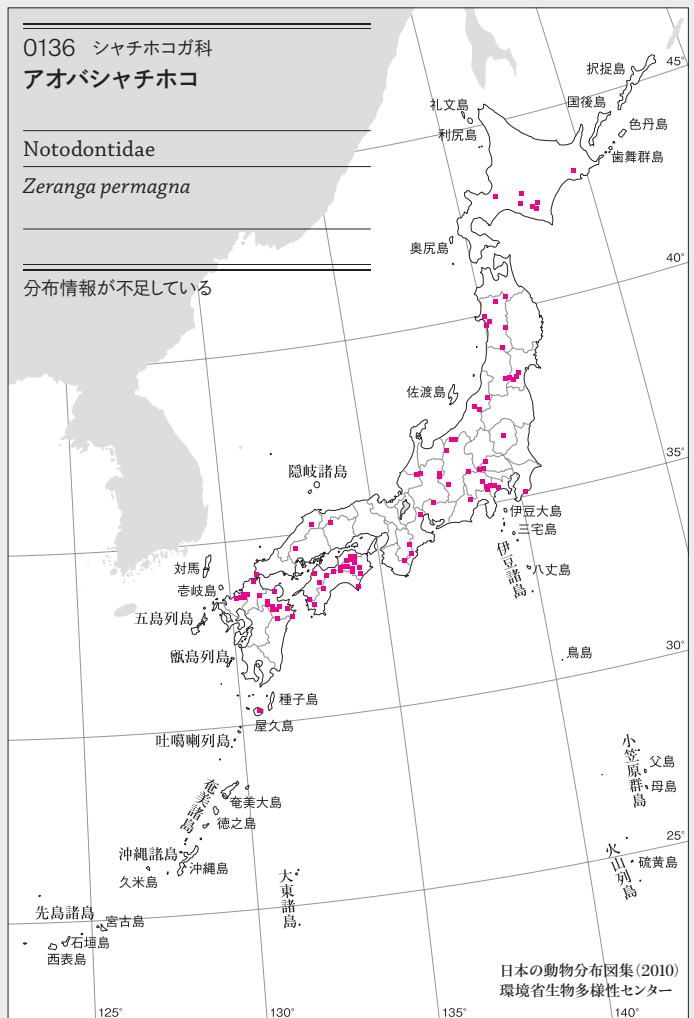 0136 シャチホコガ科
アオバシャチホコ
Notodontidae
Zeranga permagna
分布情報が不足している
45°
択捉島
礼文島
国後島
色丹島
利尻島
歯舞群島
奥尻島
40°
佐渡島
35°
隠岐諸島
伊豆大島
三宅島
伊豆諸島
八丈島
対馬
壱岐島
五島列島
甑島列島
30°
鳥島
種子島
屋久島
吐噶喇列島
小笠原群島
父島
母島
奄美諸島
奄美大島
徳之島
25°
沖縄諸島
沖縄島
久米島
火山列島
硫黄島
大東諸島
先島諸島
宮古島
石垣島
西表島
日本の動物分布図集(2010)
環境省生物多様性センター
125°
130°
135°
140°